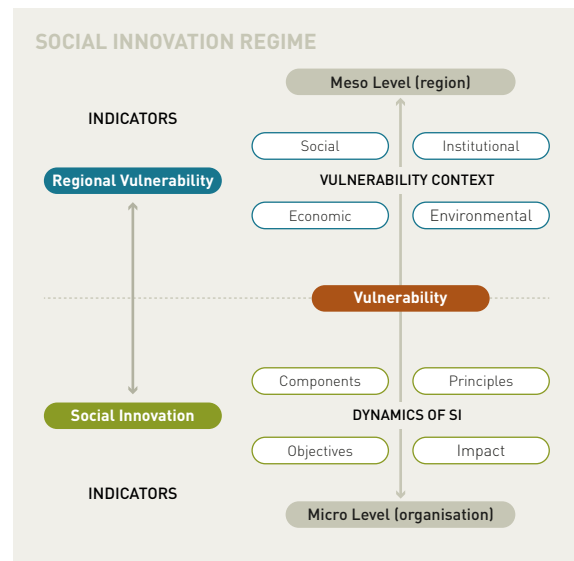 SOCIAL INNOVATION REGIME
Meso Level (region)
INDICATORS
Social
Institutional
Regional Vulnerability
VULNERABILITY CONTEXT
Economic
Environmental
Vulnerability
Components
Principles
Social Innovation
DYNAMICS OF SI
Objectives
Impact
INDICATORS
Micro Level (organisation)